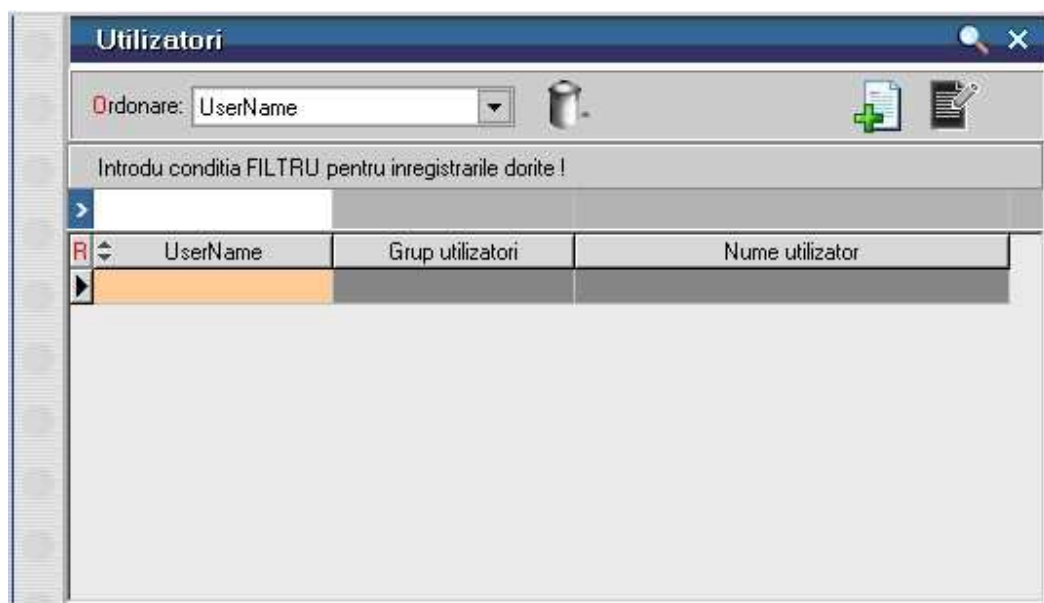 Utilizatori
Ordonare: UserName
Introdu conditia FILTRU pentru inregistrarile dorite !
R UserName Grup utilizatori Nume utilizator